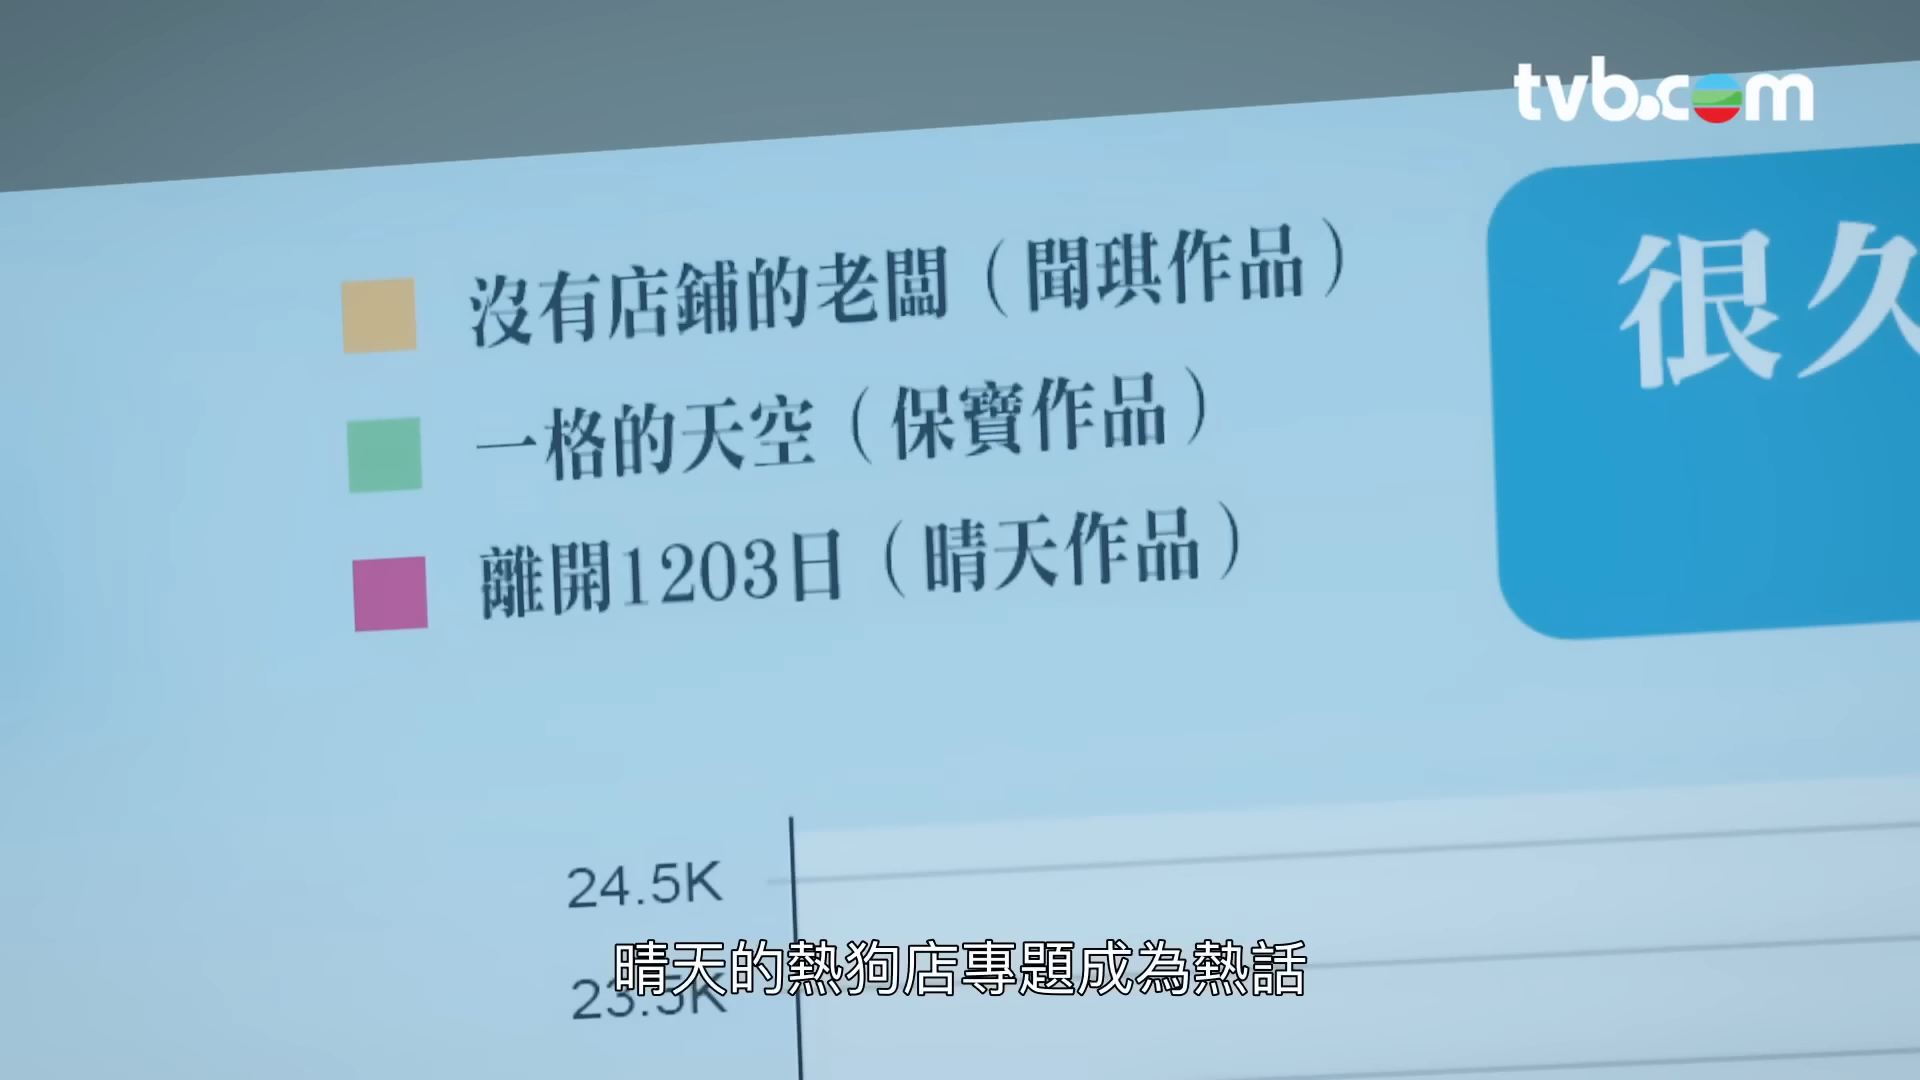 tvb.com
沒有店鋪的老闆（聞琪作品）
很久
一格的天空（保寶作品）
離開1203日（晴天作品）
24.5K
23.5K
晴天的熱狗店專題成為熱話